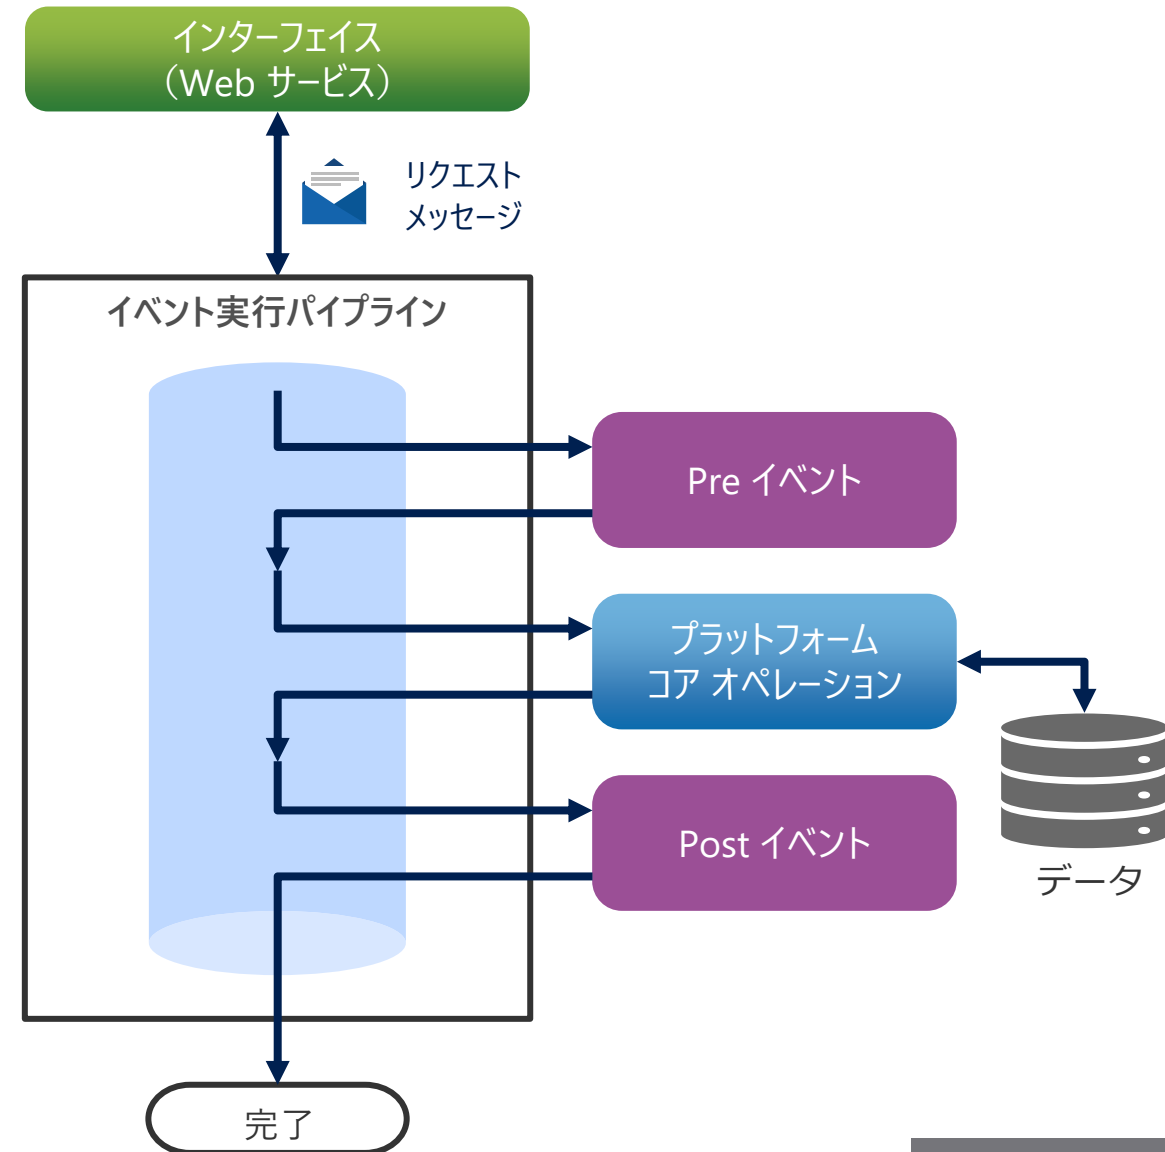 インターフェイス
（Web サービス）
リクエスト
メッセージ
イベント実行パイプライン
Pre イベント
プラットフォーム
コア オペレーション
Post イベント
データ
完了